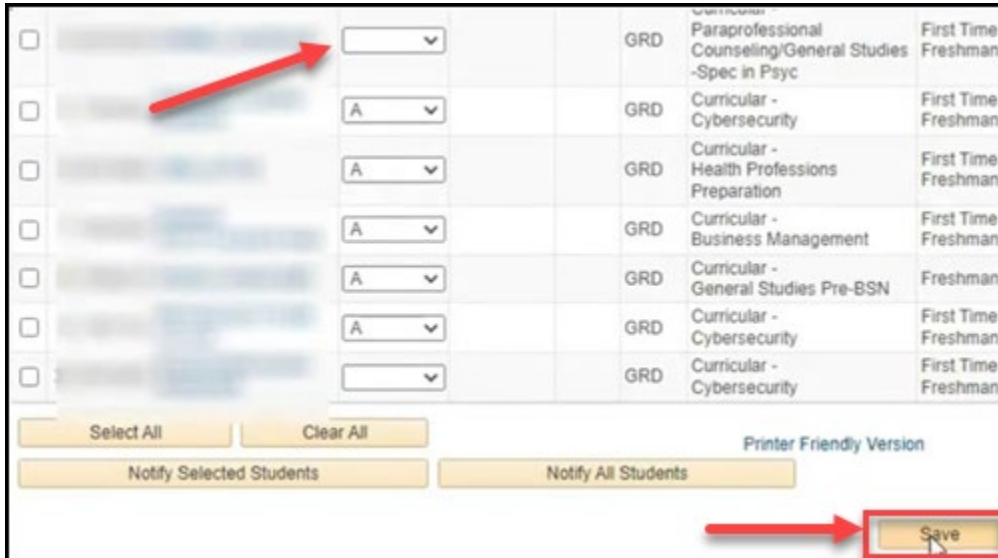 Curricular -
Paraprofessional
Counseling/General Studies
-Spec in Psyc
GRD
First Time
Freshman
A
GRD
Curricular -
Cybersecurity
First Time
Freshman
A
GRD
Curricular -
Health Professions
Preparation
First Time
Freshman
A
GRD
Curricular -
Business Management
First Time
Freshman
A
GRD
Curricular -
General Studies Pre-BSN
Freshman
A
GRD
Curricular -
Cybersecurity
First Time
Freshman
GRD
Curricular -
Cybersecurity
First Time
Freshman
Select All
Clear All
Printer Friendly Version
Notify Selected Students
Notify All Students
Save